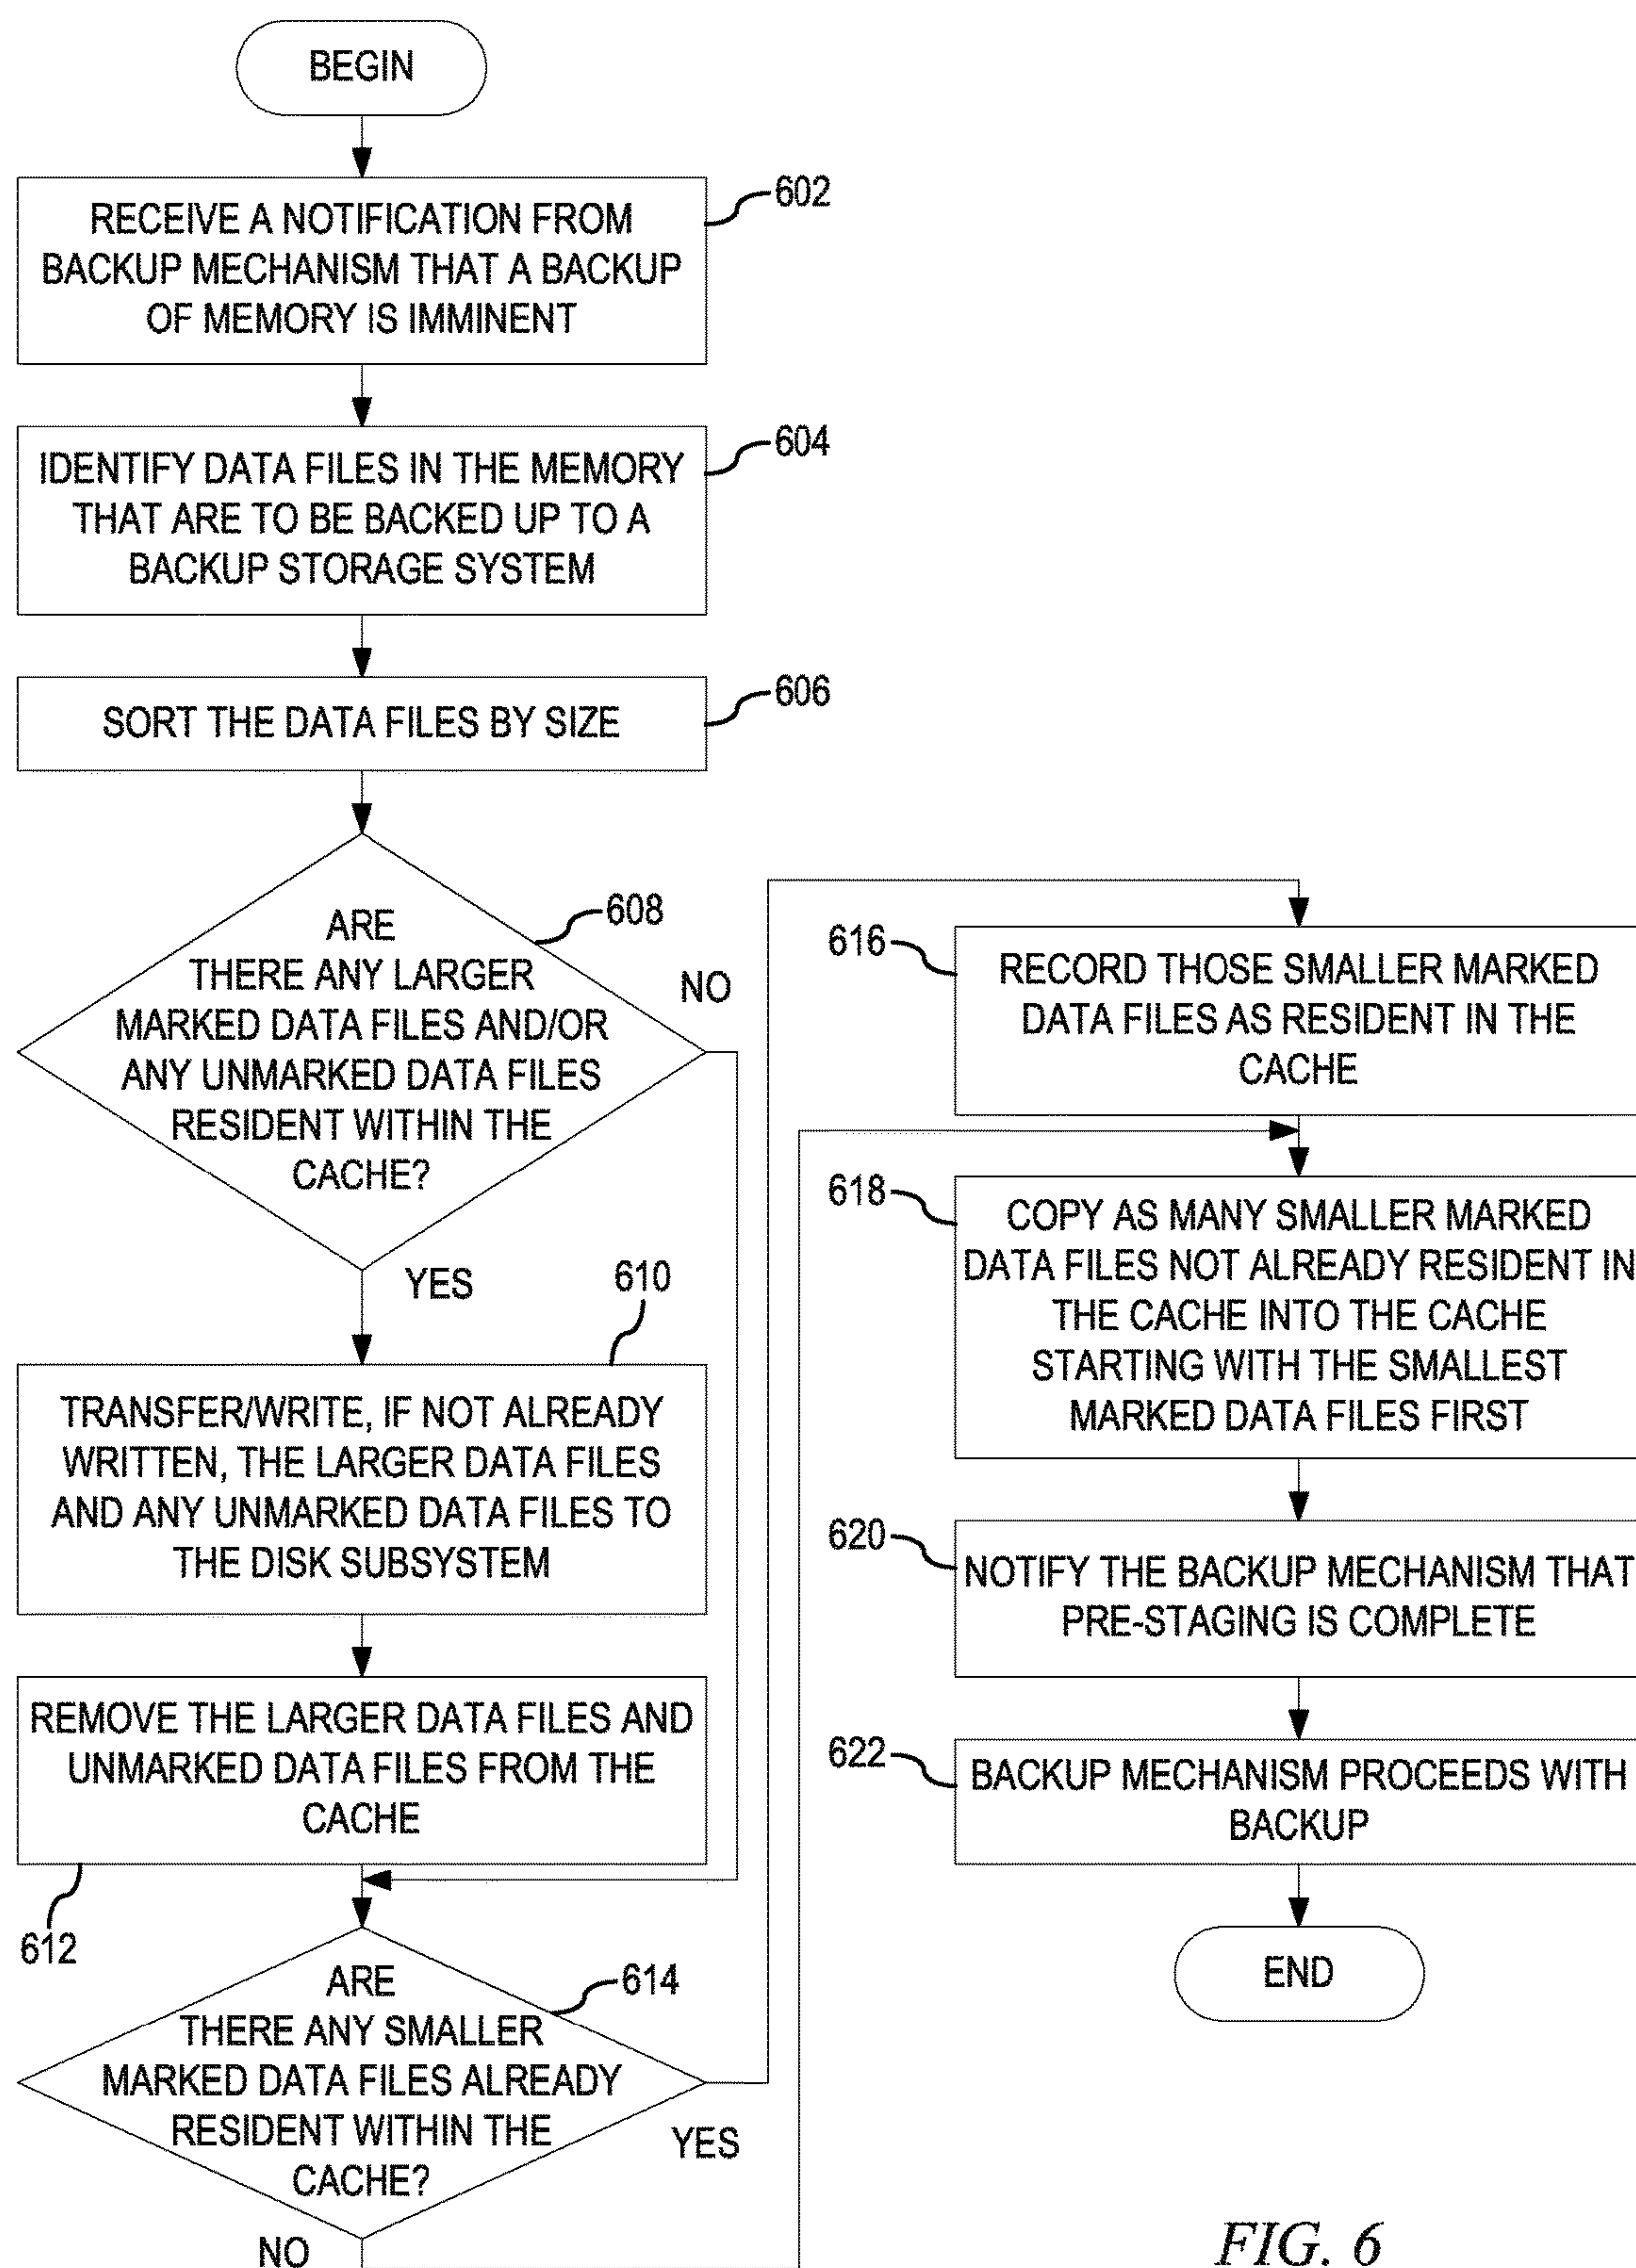 BEGIN
602
RECEIVE A NOTIFICATION FROM
BACKUP MECHANISM THAT A BACKUP
OF MEMORY IS IMMINENT
604
IDENTIFY DATA FILES IN THE MEMORY
THAT ARE TO BE BACKED UP TO A
BACKUP STORAGE SYSTEM
606
SORT THE DATA FILES BY SIZE
608
ARE
THERE ANY LARGER
MARKED DATA FILES AND/OR
ANY UNMARKED DATA FILES
RESIDENT WITHIN THE
CACHE?
NO
YES
610
TRANSFER/WRITE, IF NOT ALREADY
WRITTEN, THE LARGER DATA FILES
AND ANY UNMARKED DATA FILES TO
THE DISK SUBSYSTEM
REMOVE THE LARGER DATA FILES AND
UNMARKED DATA FILES FROM THE
CACHE
612
614
ARE
THERE ANY SMALLER
MARKED DATA FILES ALREADY
RESIDENT WITHIN THE
CACHE?
YES
NO
616
RECORD THOSE SMALLER MARKED
DATA FILES AS RESIDENT IN THE
CACHE
618
COPY AS MANY SMALLER MARKED
DATA FILES NOT ALREADY RESIDENT IN
THE CACHE INTO THE CACHE
STARTING WITH THE SMALLEST
MARKED DATA FILES FIRST
620
NOTIFY THE BACKUP MECHANISM THAT
PRE-STAGING IS COMPLETE
622
BACKUP MECHANISM PROCEEDS WITH
BACKUP
END
FIG. 6